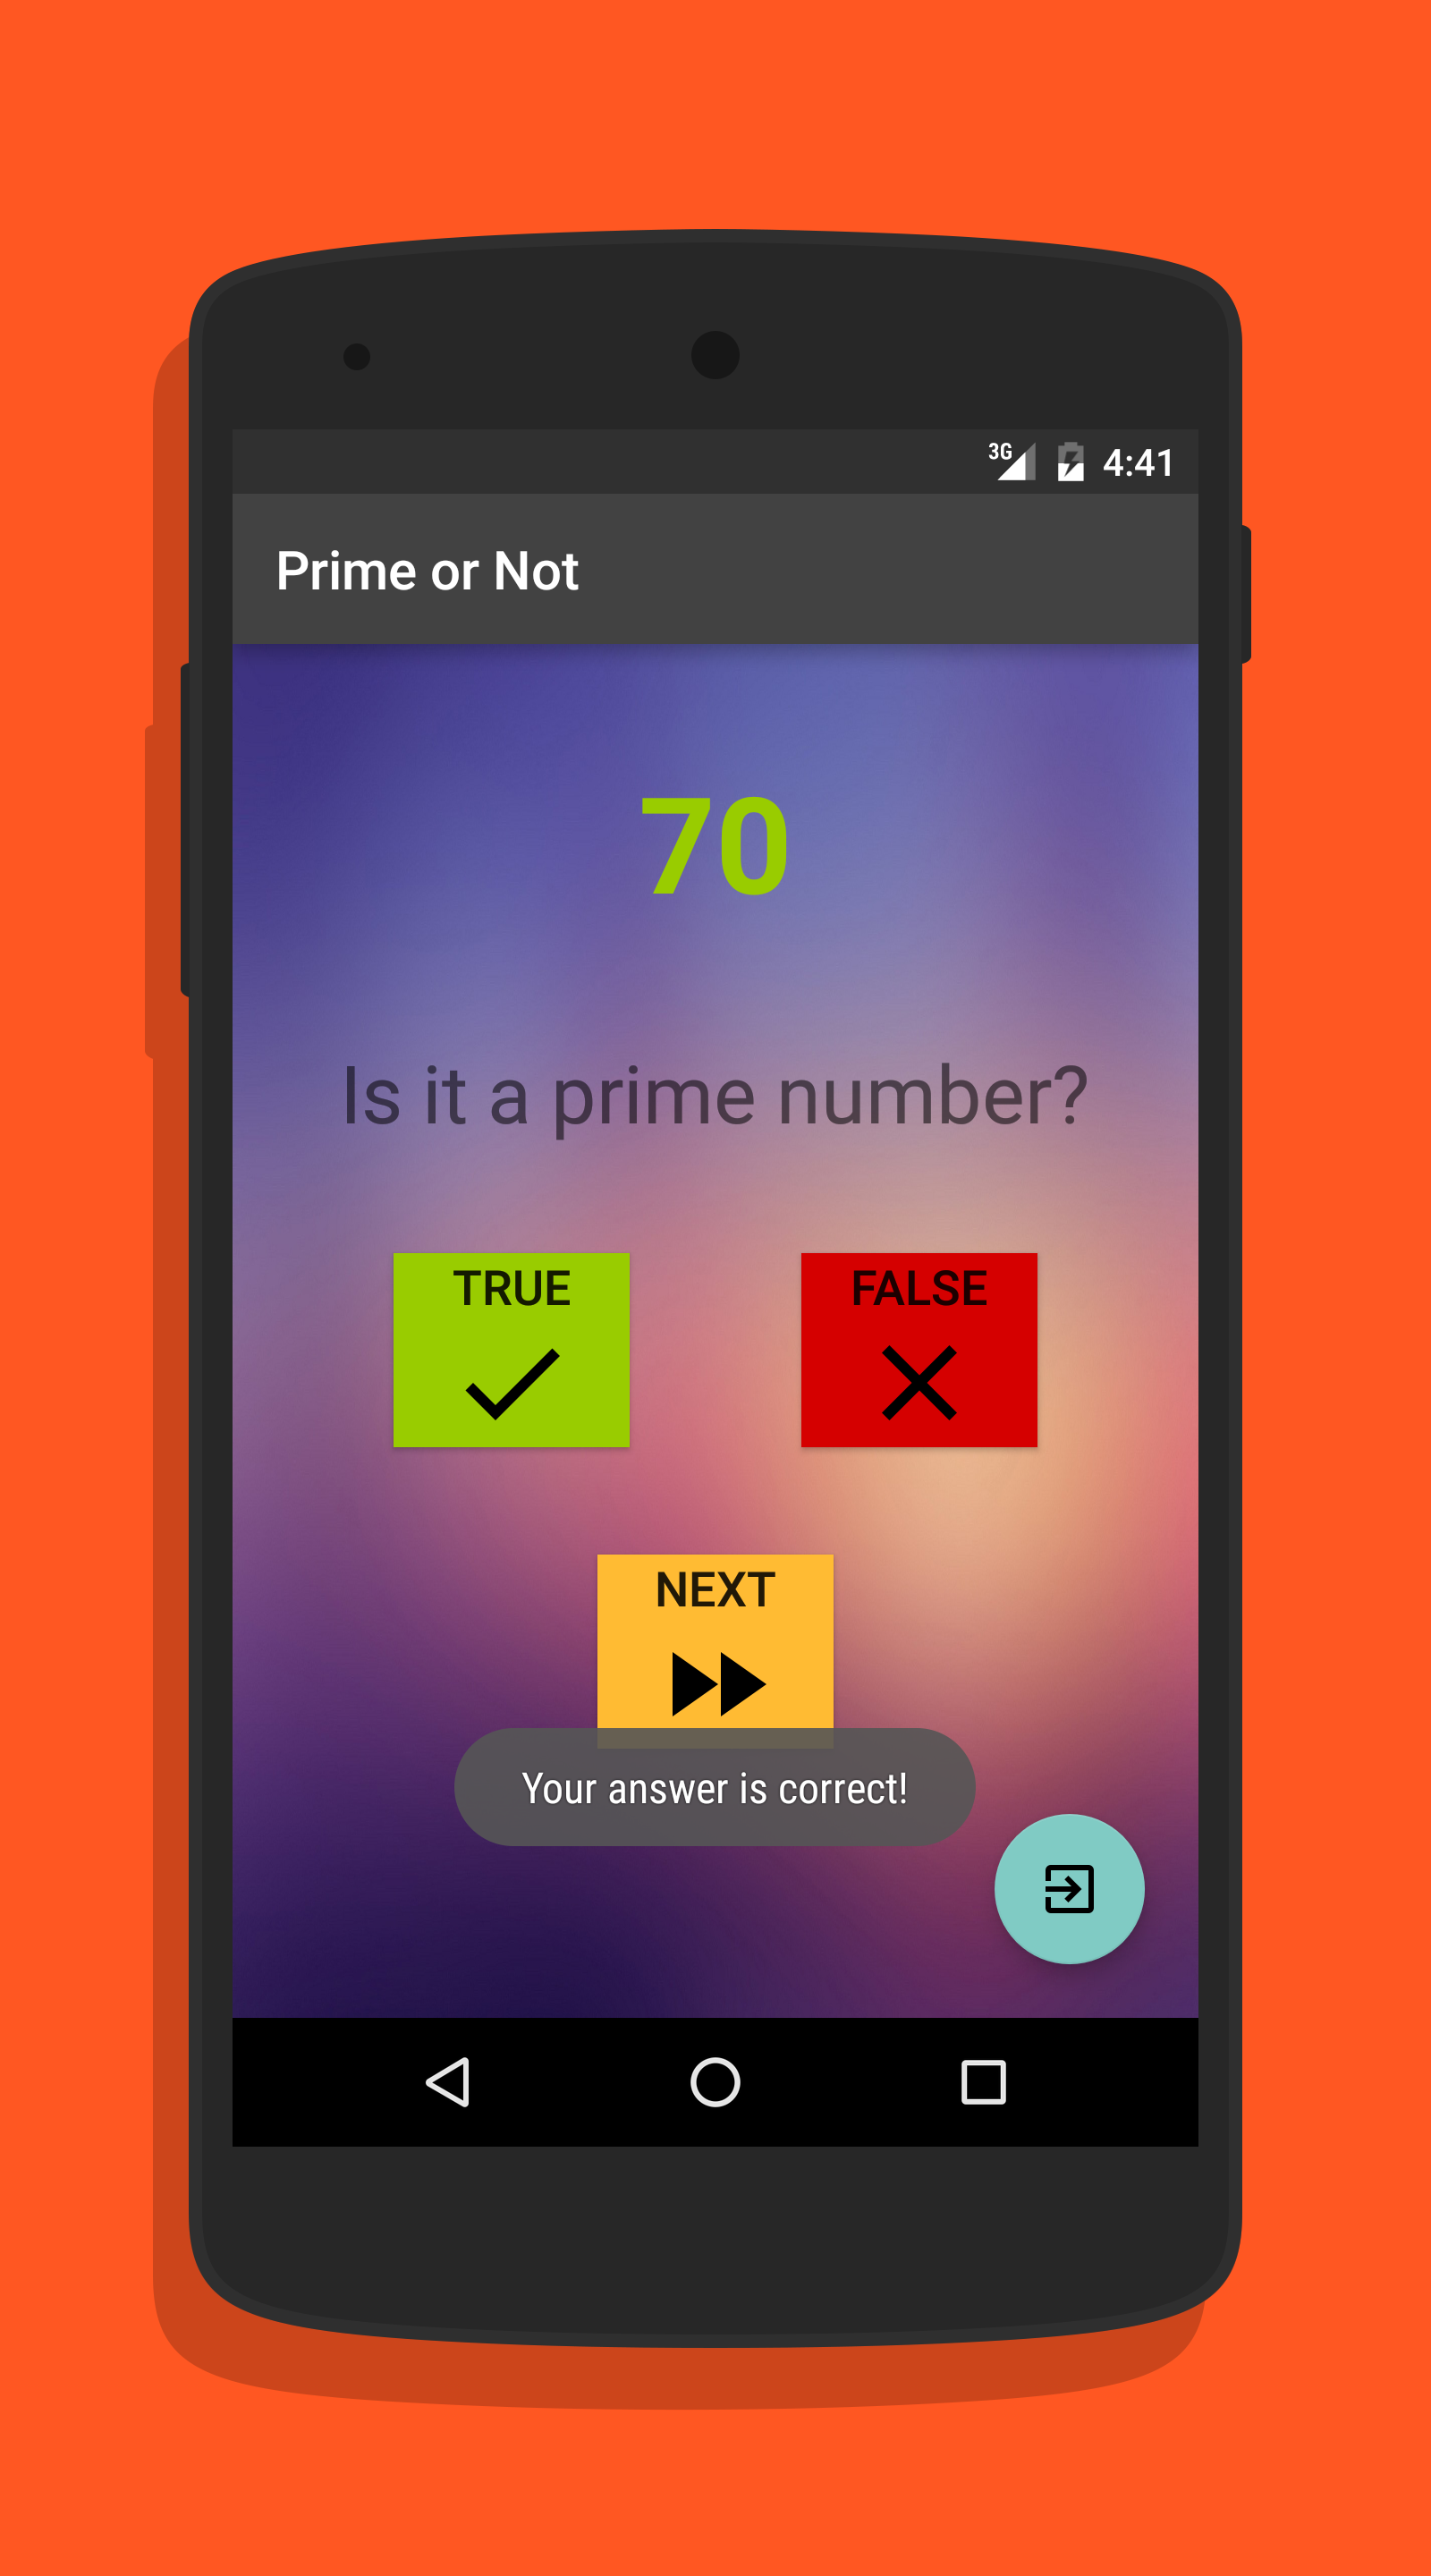 3G 4:41
Prime or Not
70
Is it a prime number?
TRUE FALSE
NEXT
Your answer is correct!